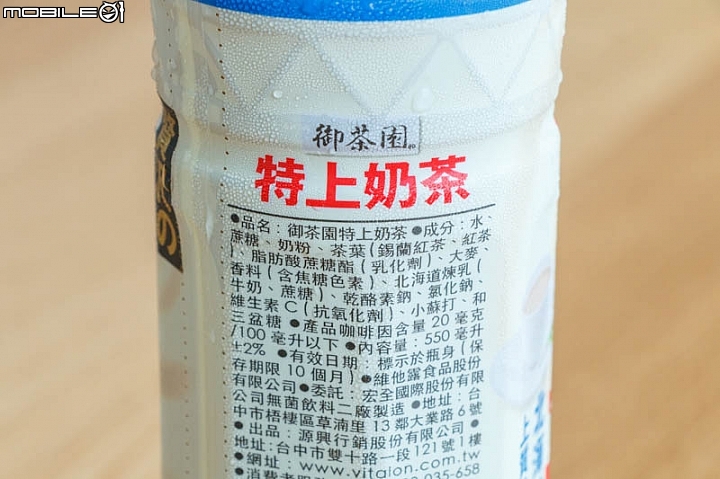 MOBILE01
御茶園
特上奶茶
●品名：御茶園特上奶茶●成分：水、
蔗糖、奶粉、茶葉(錫蘭紅茶、紅茶
)、脂肪酸蔗糖酯(乳化劑)、大麥、
香料(含焦糖色素)、北海道煉乳(
牛奶、蔗糖)、乾酪素鈉、氯化鈉、
維生素C(抗氧化劑)、小蘇打、和
三盆糖●產品咖啡因含量20毫克
/100毫升以下●內容量：550毫升
±2%●有效日期：標示於瓶身(保
存期限10個月)●維他露食品股份
有限公司●委託：宏全國際股份有限
公司無菌飲料二廠製造●地址：台
中市梧棲區草湳里13鄰大業路6號
●出品：源興行銷股份有限公司●
地址:台中市雙十路一段121號1樓
●網址：www.vitalon.com.tw
●消費者服務
035-658
の
上